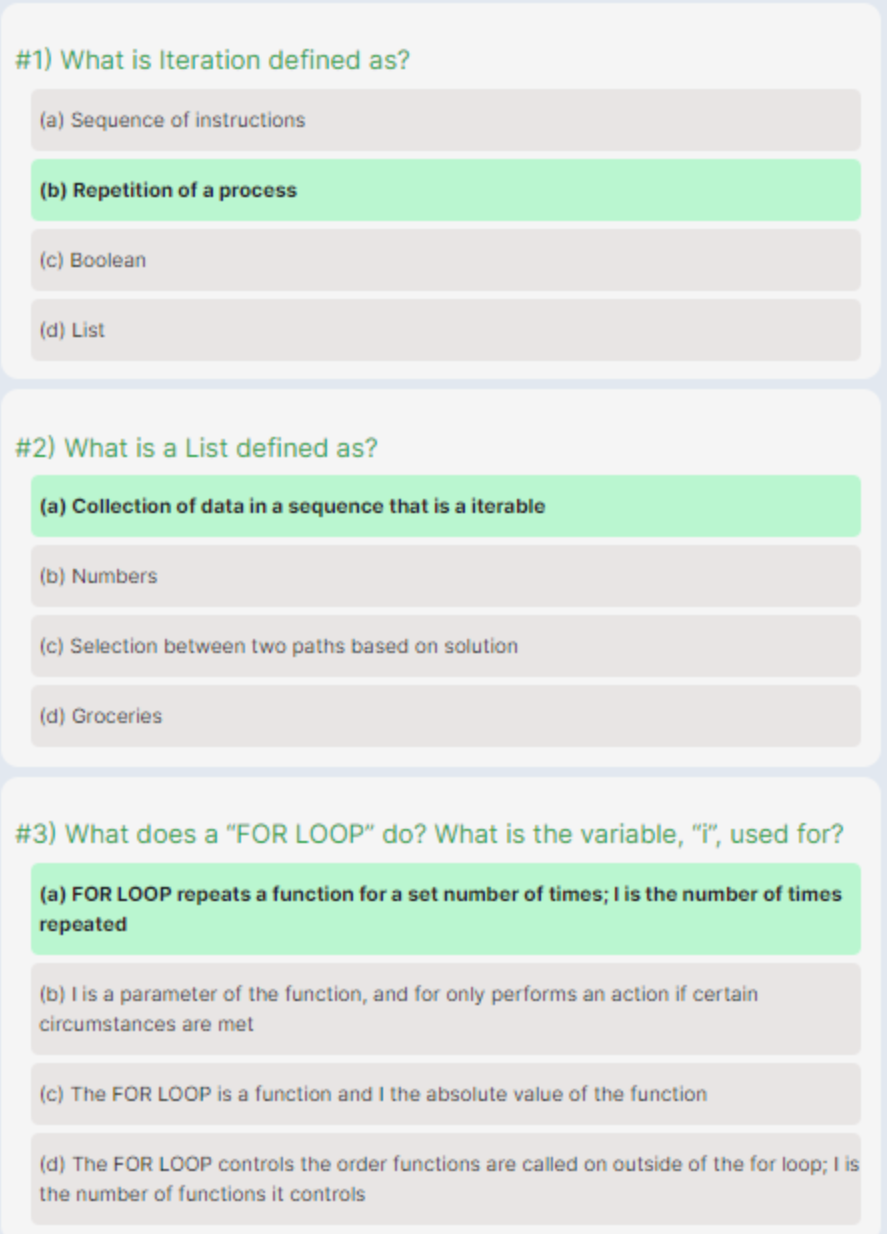 #1) What is Iteration defined as?
(a) Sequence of instructions
(b) Repetition of a process
(c) Boolean
(d) List
#2) What is a List defined as?
(a) Collection of data in a sequence that is a iterable
(b) Numbers
(c) Selection between two paths based on solution
(d) Groceries
#3) What does a “FOR LOOP” do? What is the variable, “i”, used for?
(a) FOR LOOP repeats a function for a set number of times; I is the number of times
repeated
(b) I is a parameter of the function, and for only performs an action if certain
circumstances are met
(c) The FOR LOOP is a function and I the absolute value of the function
(d) The FOR LOOP controls the order functions are called on outside of the for loop; I is
the number of functions it controls